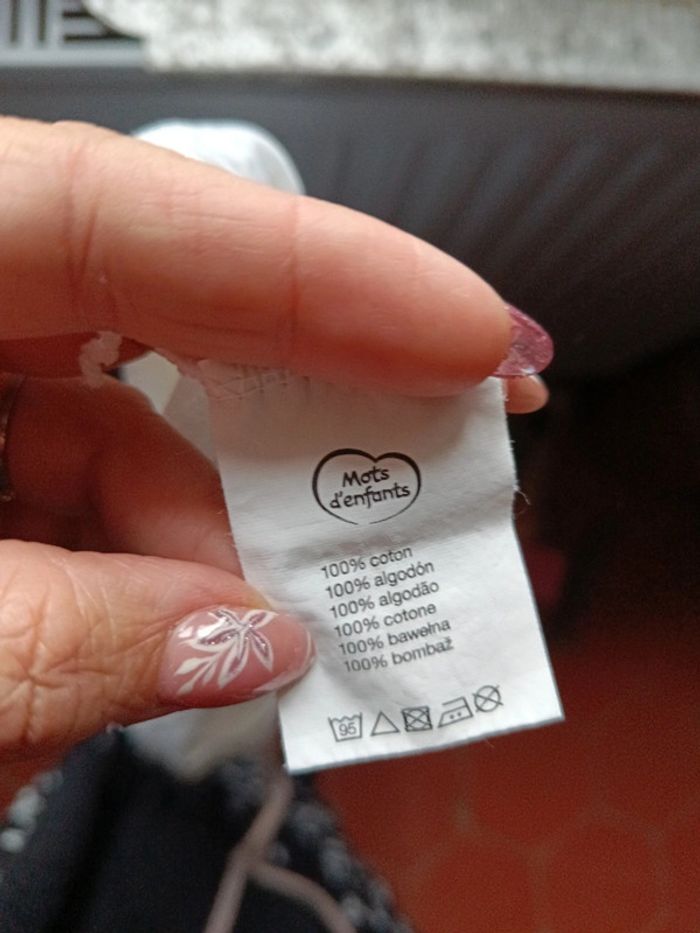 Mots
d'enfants
100% coton
100% algodón
100% algodão
100% cotone
100% bawełna
100% bombaž
95